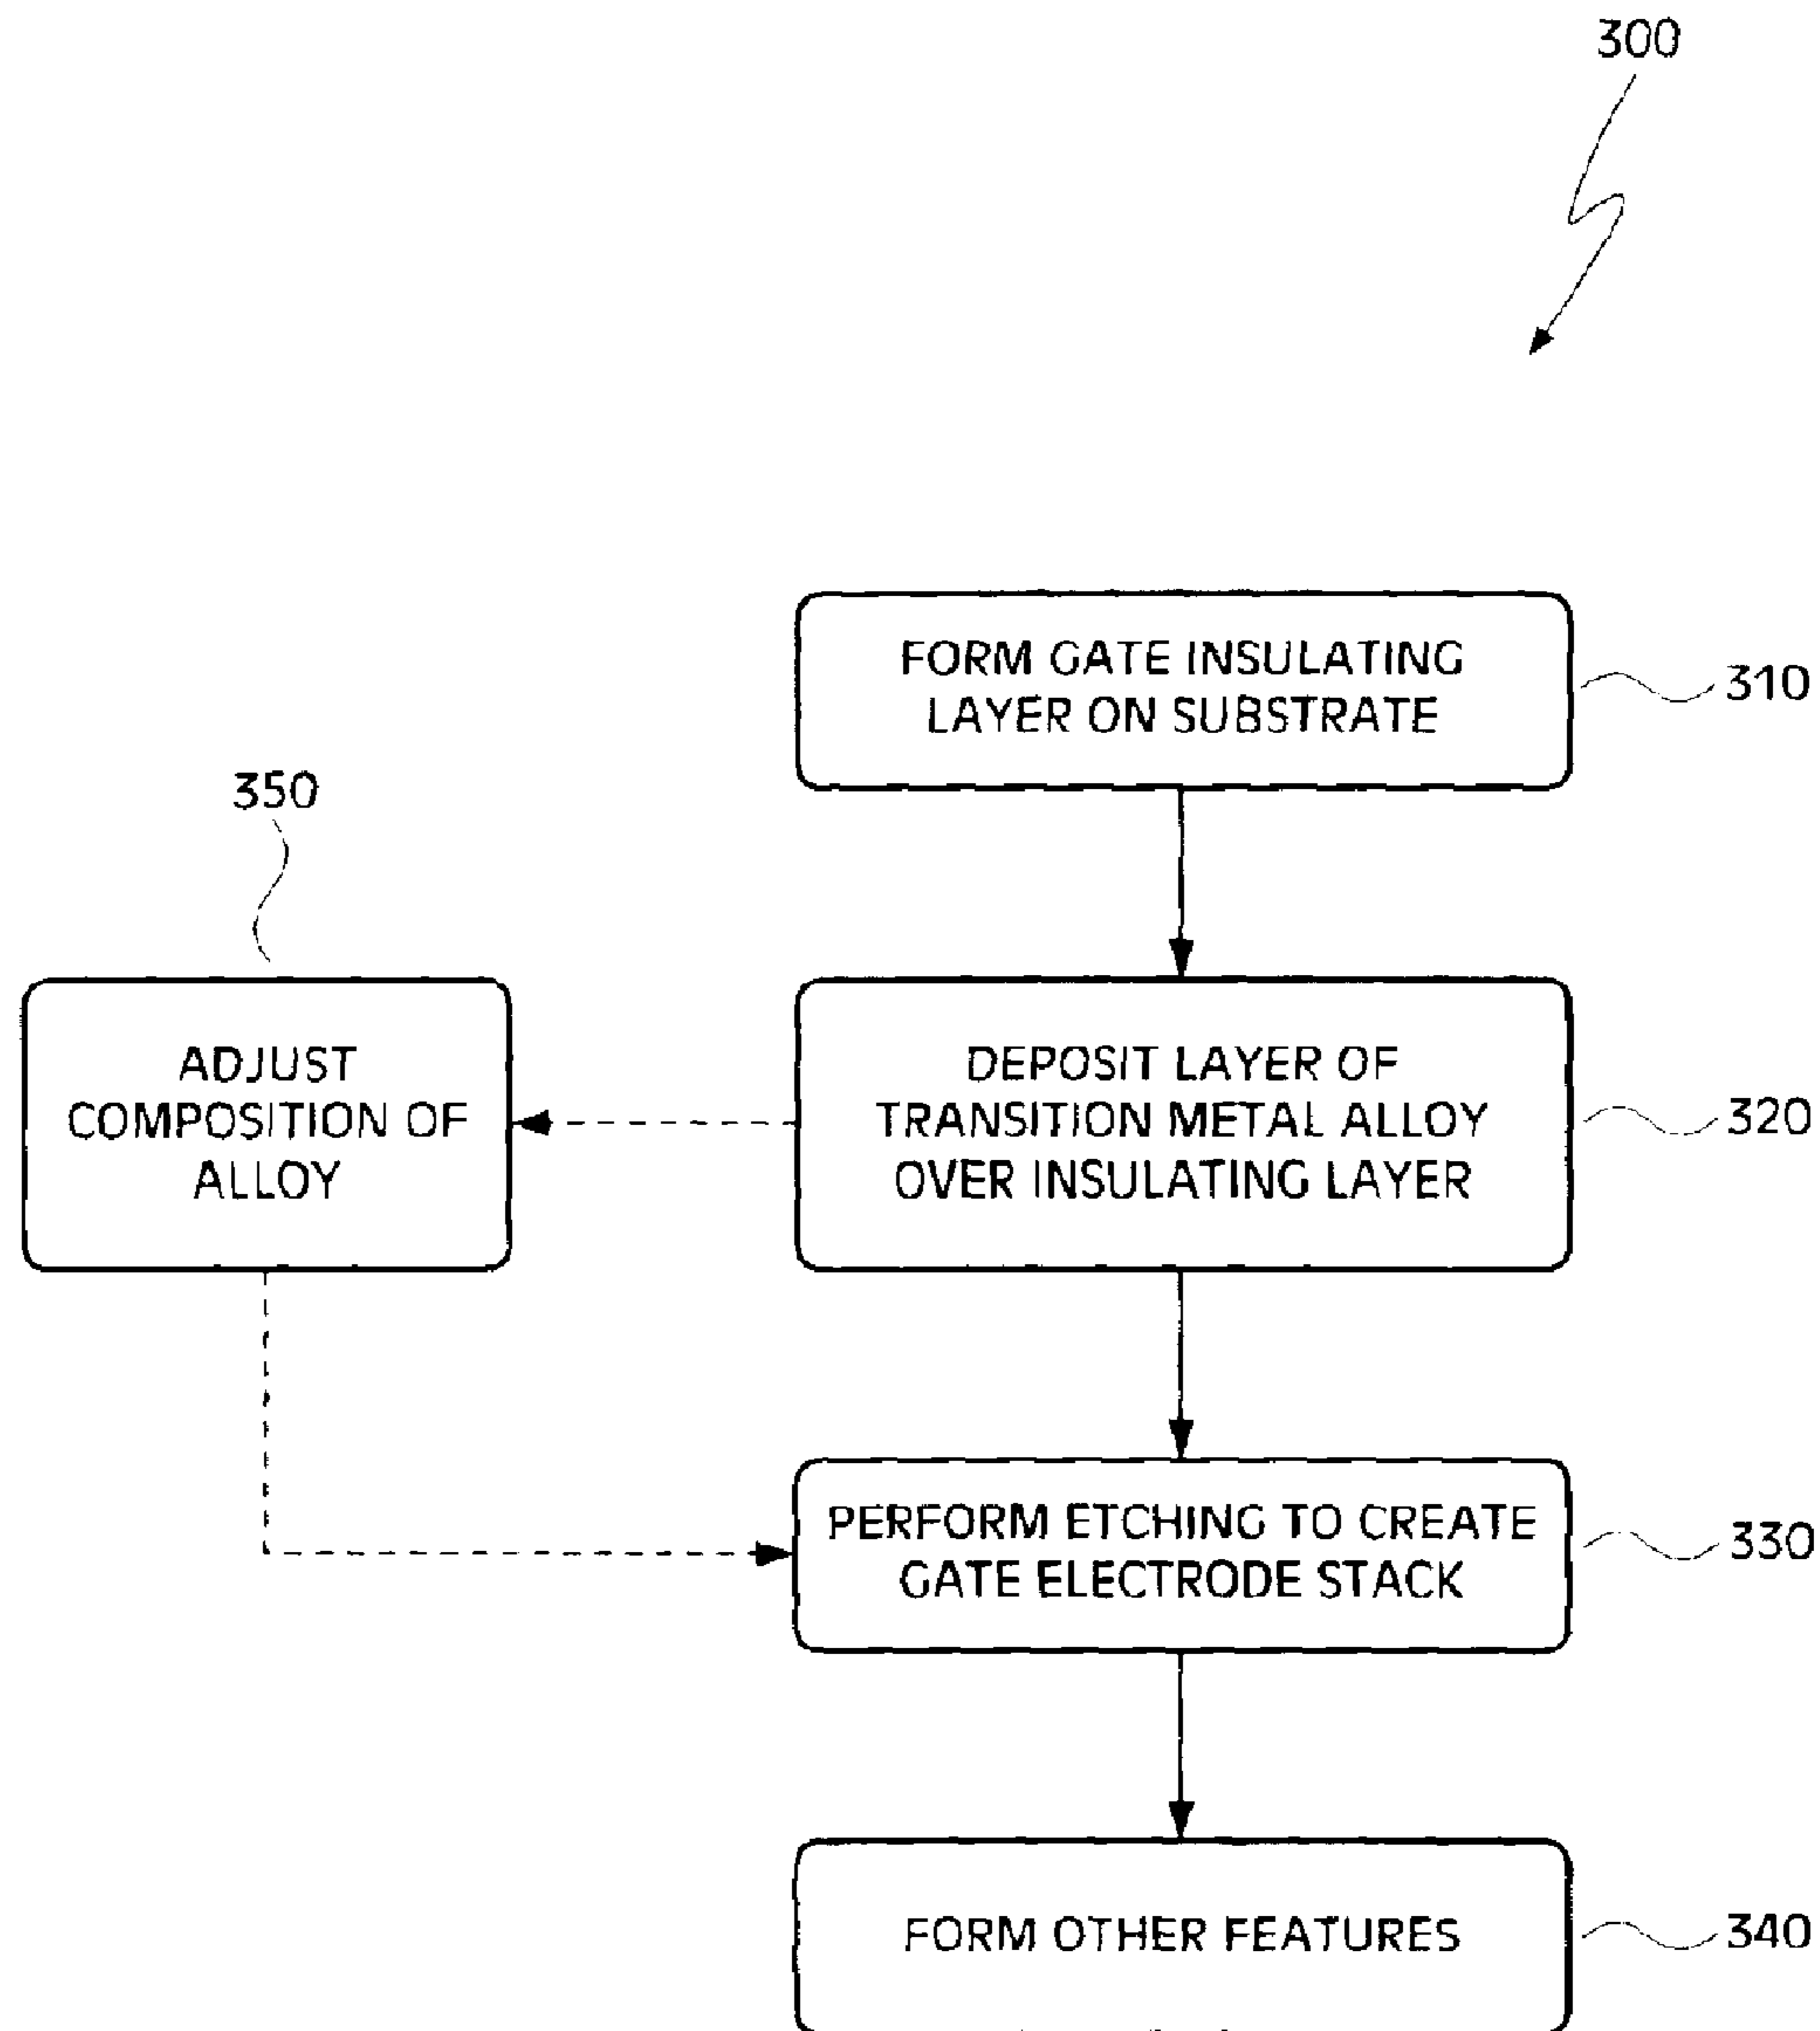 300
FORM GATE INSULATING
LAYER ON SUBSTRATE
310
350
ADJUST
COMPOSITION OF
ALLOY
DEPOSIT LAYER OF
TRANSITION METAL ALLOY
OVER INSULATING LAYER
320
PERFORM ETCHING TO CREATE
GATE ELECTRODE STACK
330
FORM OTHER FEATURES
340